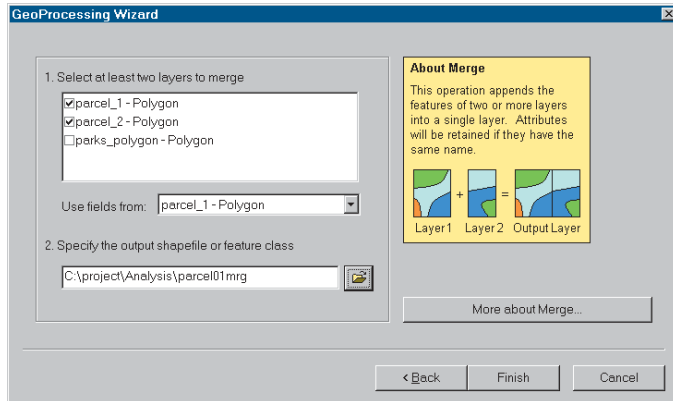 GeoProcessing Wizard
1. Select at least two layers to merge
parcel_1 - Polygon
parcel_2 - Polygon
parks_polygon - Polygon
Use fields from: parcel_1 - Polygon
2. Specify the output shapefile or feature class
C:\project\Analysis\parcel01mrg
About Merge
This operation appends the
features of two or more layers
into a single layer. Attributes
will be retained if they have the
same name.
+ =
Layer 1 Layer 2 Output Layer
More about Merge...
< Back Finish Cancel